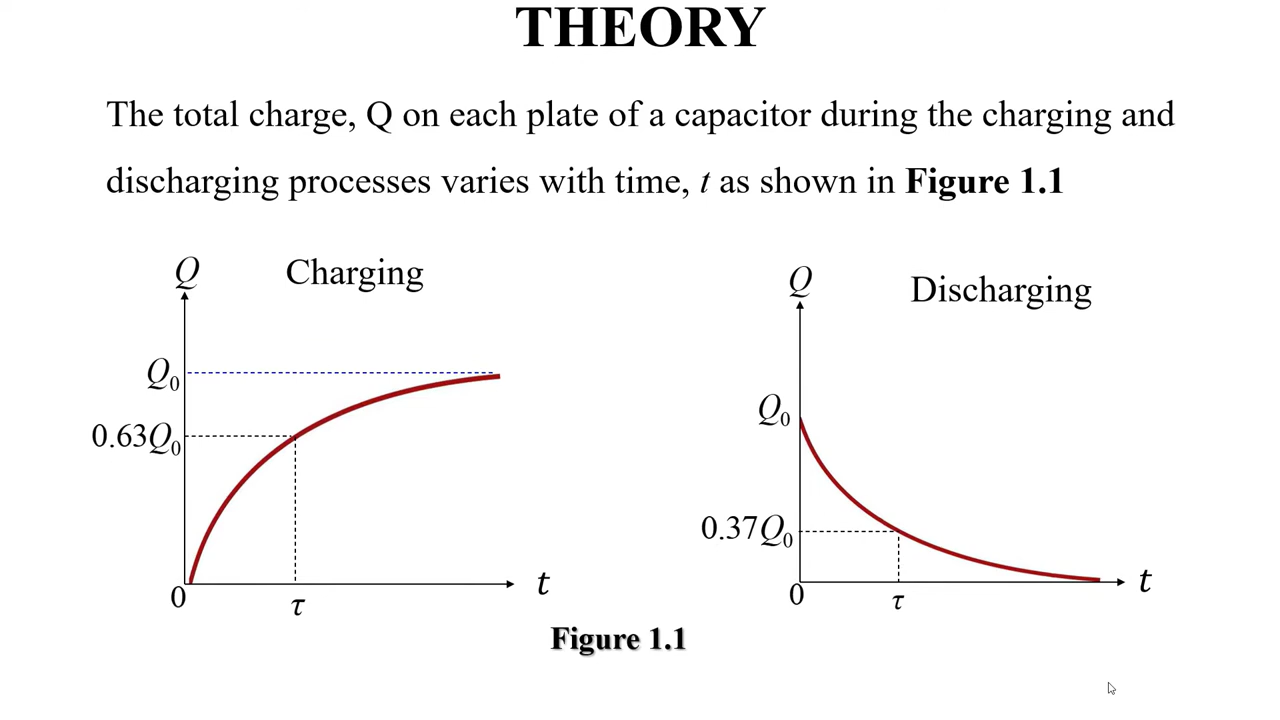 THEORY
The total charge, Q on each plate of a capacitor during the charging and
discharging processes varies with time, t as shown in Figure 1.1
Q
Charging
Q₀
0.63Q₀
0
τ
t
Q
Discharging
Q₀
0.37Q₀
0
τ
t
Figure 1.1